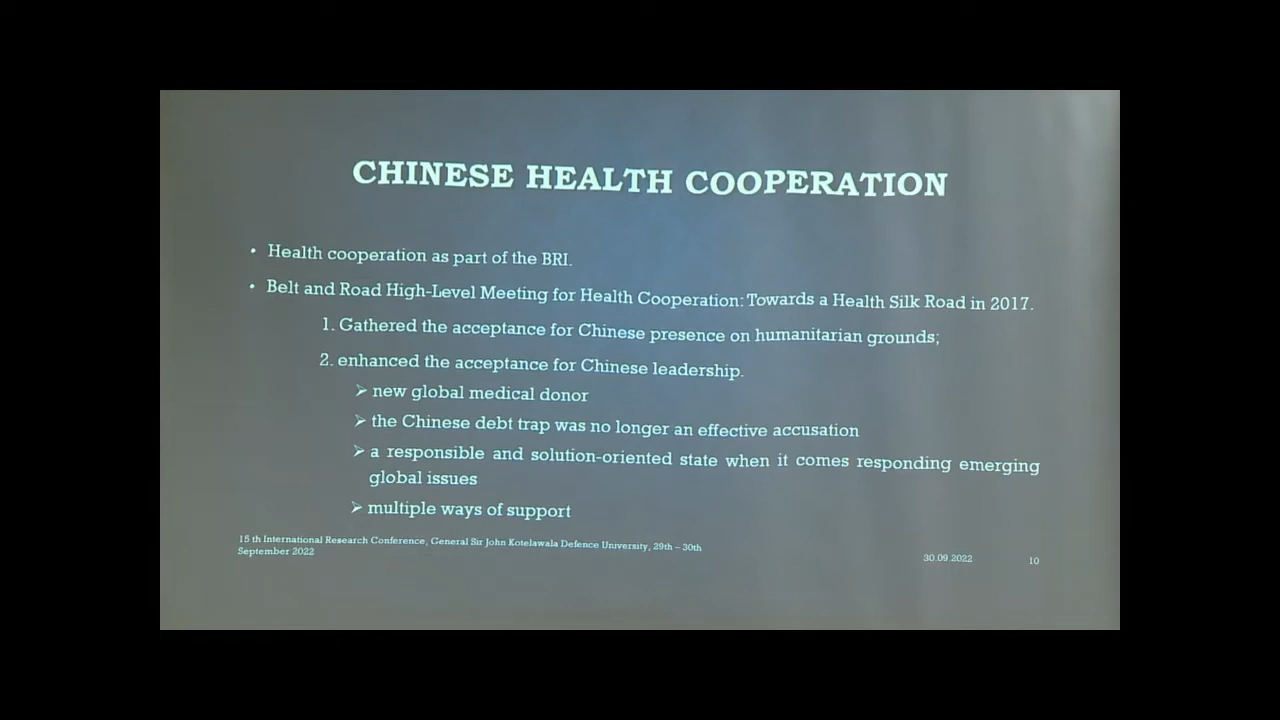 CHINESE HEALTH COOPERATION
• Health cooperation as part of the BRI.
• Belt and Road High-Level Meeting for Health Cooperation: Towards a Health Silk Road in 2017.
1. Gathered the acceptance for Chinese presence on humanitarian grounds;
2. enhanced the acceptance for Chinese leadership.
➢ new global medical donor
➢ the Chinese debt trap was no longer an effective accusation
➢ a responsible and solution-oriented state when it comes responding emerging
global issues
➢ multiple ways of support
15 th International Research Conference, General Sir John Kotelawala Defence University, 29th – 30th
September 2022
30.09.2022
10